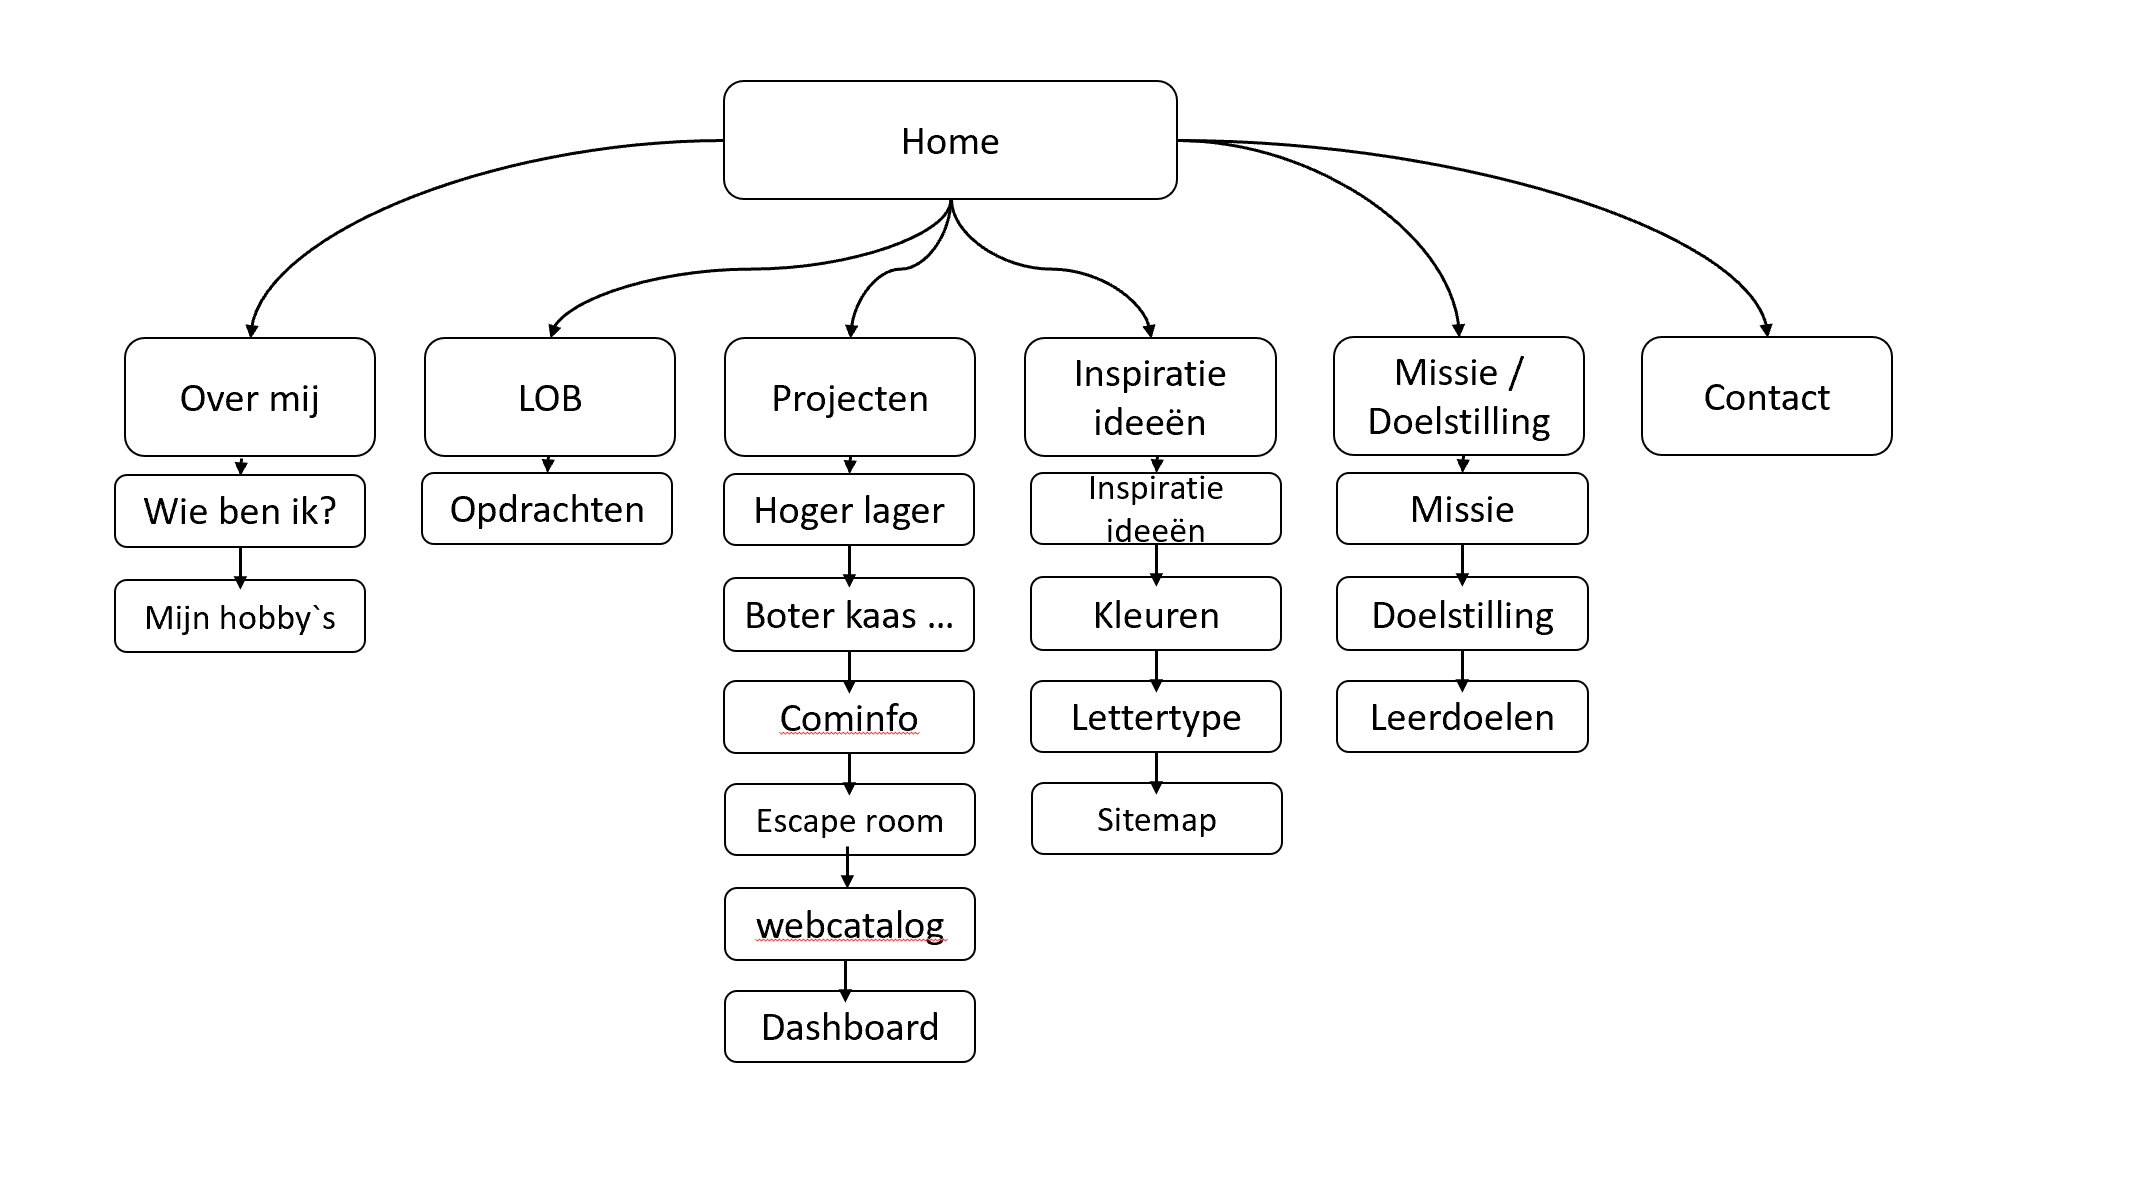 Home
Over mij
LOB
Projecten
Inspiratie
ideeën
Missie /
Doelstilling
Contact
Wie ben ik?
Mijn hobby`s
Opdrachten
Hoger lager
Boter kaas ...
Cominfo
Escape room
webcatalog
Dashboard
Inspiratie
ideeën
Kleuren
Lettertype
Sitemap
Missie
Doelstilling
Leerdoelen